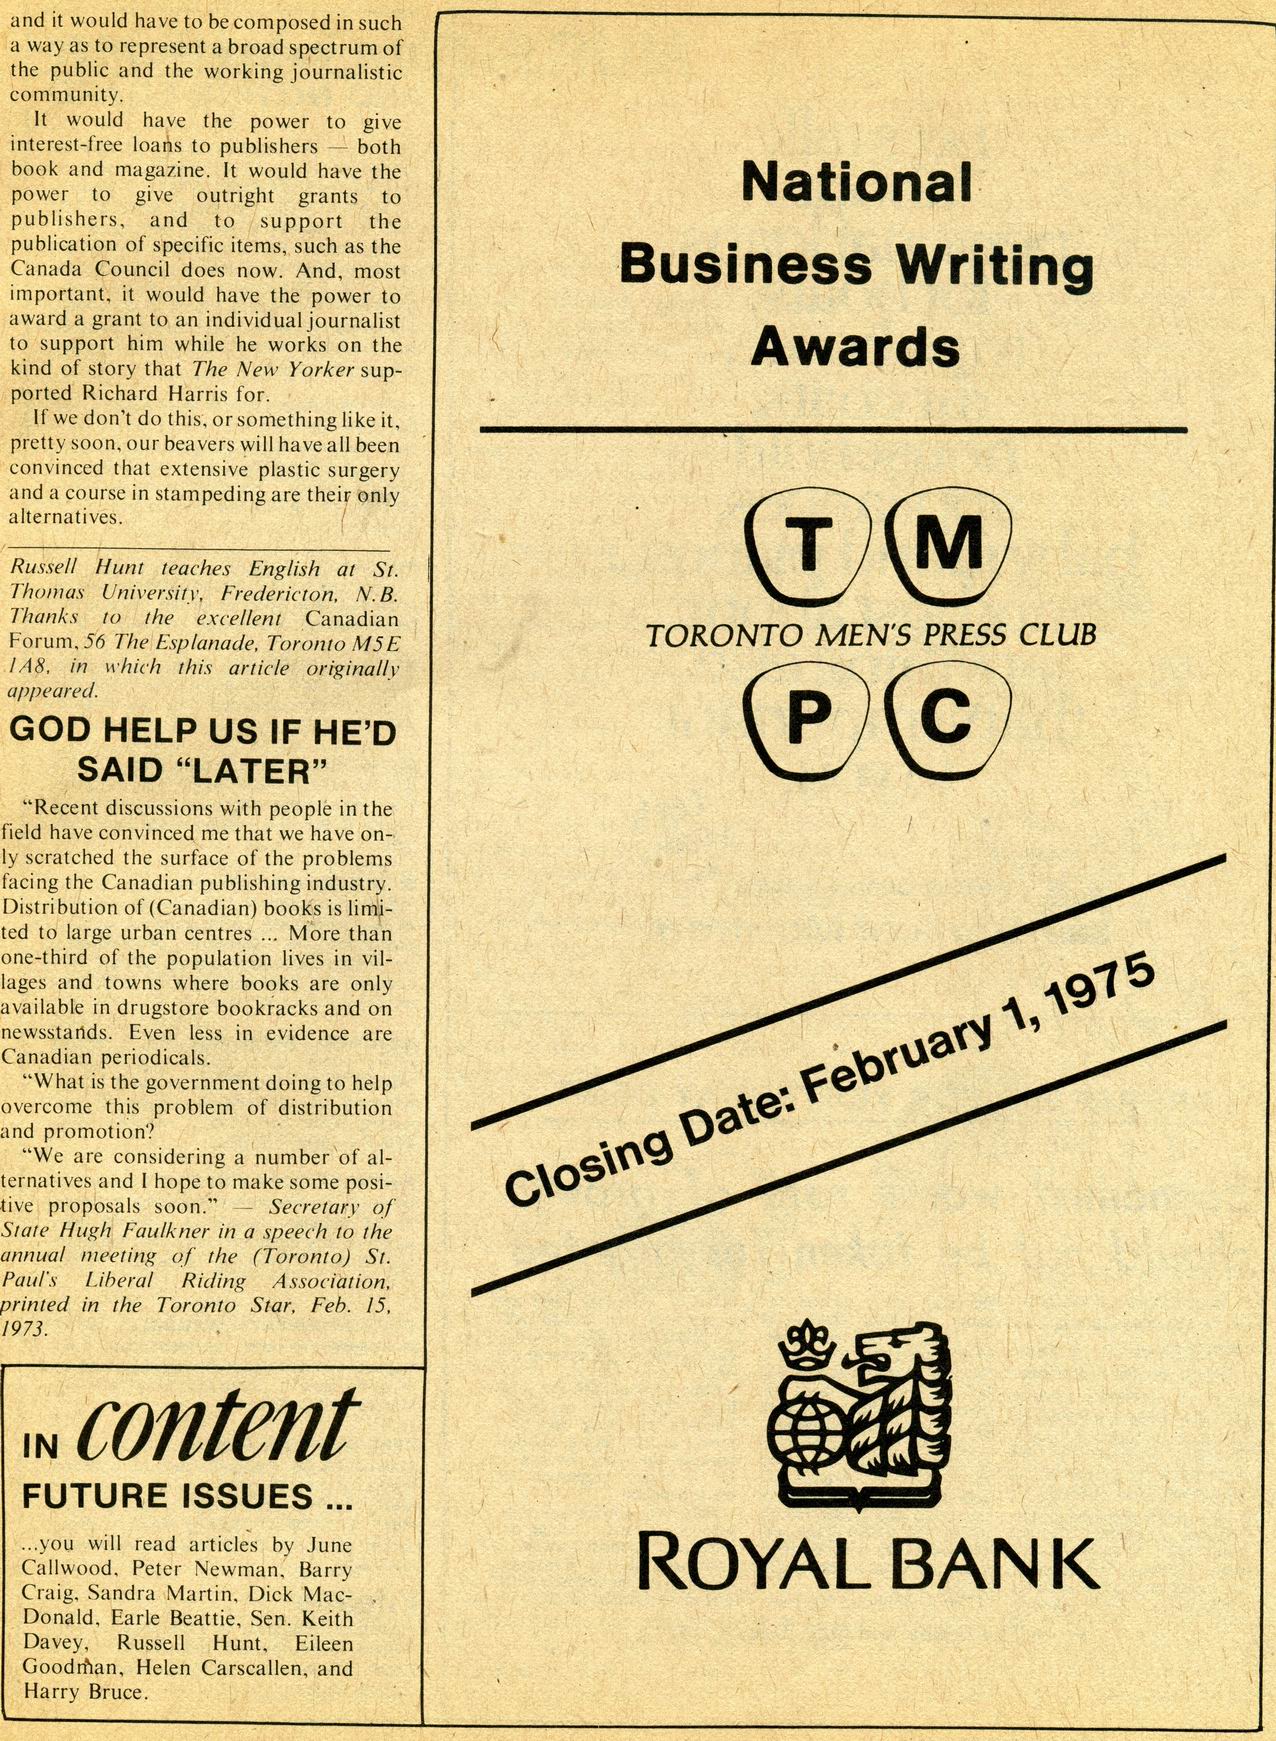 and it would have to be composed in such
a way as to represent a broad spectrum of
the public and the working journalistic
community.
It would have the power to give
interest-free loans to publishers — both
book and magazine. It would have the
power to give outright grants to
publishers, and to support the
publication of specific items, such as the
Canada Council does now. And, most
important, it would have the power to
award a grant to an individual journalist
to support him while he works on the
kind of story that The New Yorker sup-
ported Richard Harris for.
If we don't do this, or something like it,
pretty soon, our beavers will have all been
convinced that extensive plastic surgery
and a course in stampeding are their only
alternatives.
Russell Hunt teaches English at St.
Thomas University, Fredericton, N.B.
Thanks to the excellent Canadian
Forum, 56 The Esplanade, Toronto M5E
1A8, in which this article originally
appeared.
GOD HELP US IF HE'D
SAID “LATER”
“Recent discussions with people in the
field have convinced me that we have on-
ly scratched the surface of the problems
facing the Canadian publishing industry.
Distribution of (Canadian) books is limi-
ted to large urban centres ... More than
one-third of the population lives in vil-
lages and towns where books are only
available in drugstore bookracks and on
newsstands. Even less in evidence are
Canadian periodicals.
“What is the government doing to help
overcome this problem of distribution
and promotion?
“We are considering a number of al-
ternatives and I hope to make some posi-
tive proposals soon.” — Secretary of
State Hugh Faulkner in a speech to the
annual meeting of the (Toronto) St.
Paul's Liberal Riding Association,
printed in the Toronto Star, Feb. 15,
1973.
IN content
FUTURE ISSUES ...
...you will read articles by June
Callwood, Peter Newman, Barry
Craig, Sandra Martin, Dick Mac-
Donald, Earle Beattie, Sen. Keith
Davey, Russell Hunt, Eileen
Goodman, Helen Carscallen, and
Harry Bruce.
National
Business Writing
Awards
T M
TORONTO MEN'S PRESS CLUB
P C
Closing Date: February 1, 1975
ROYAL BANK